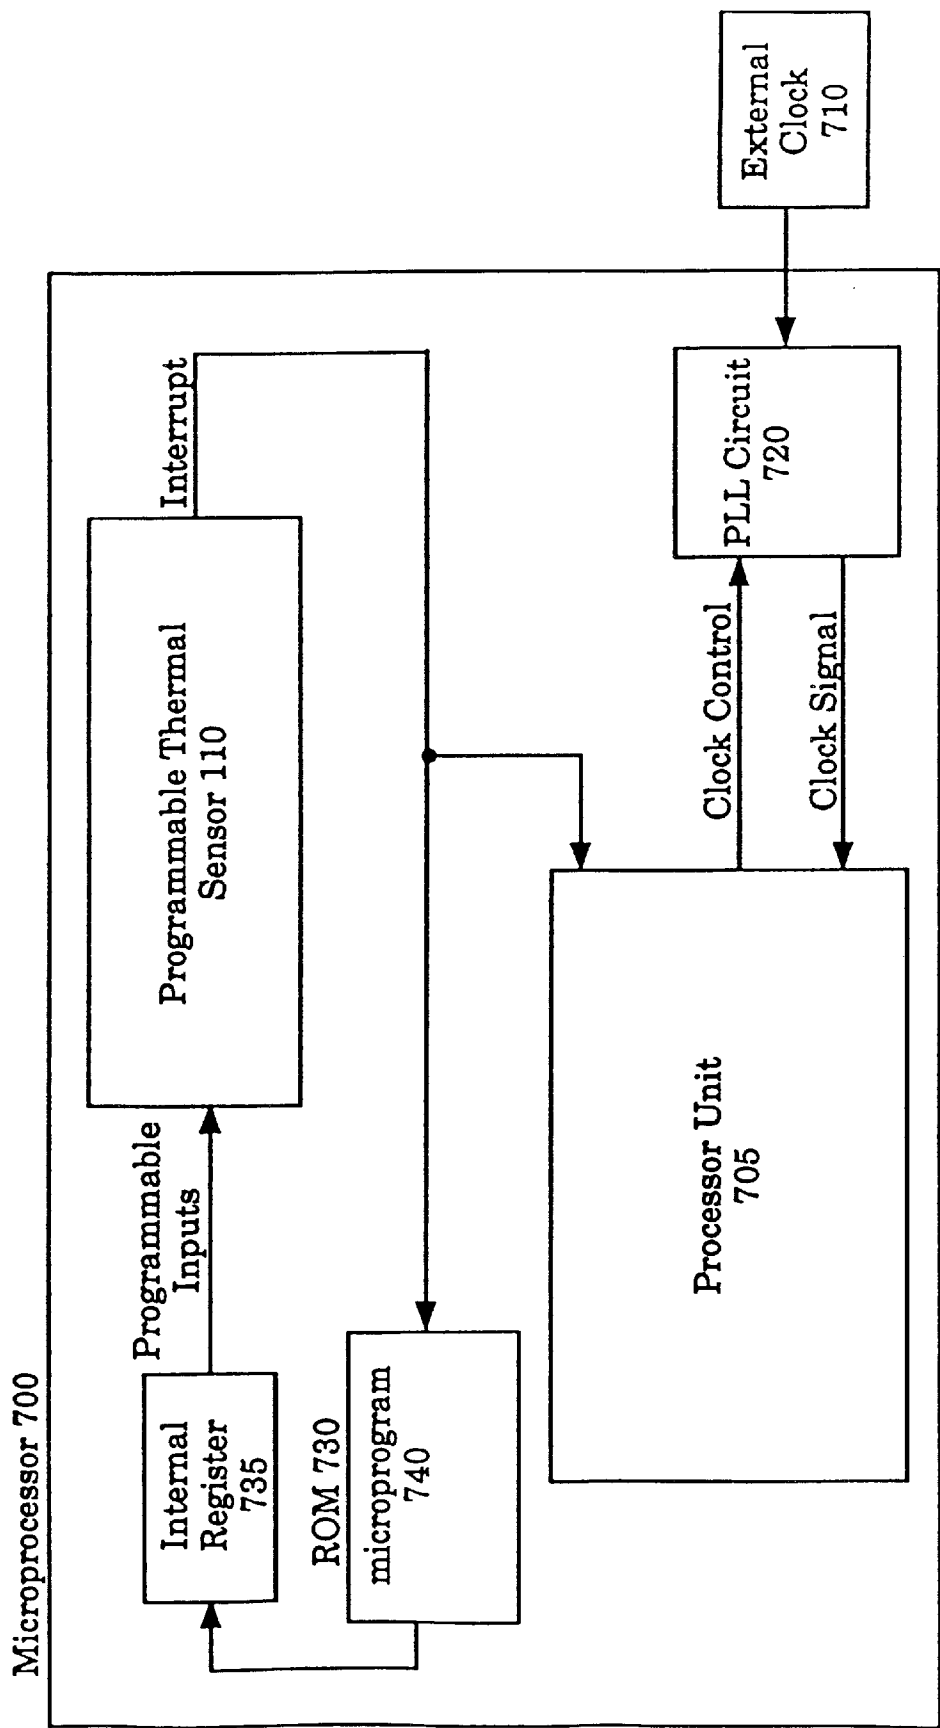 Microprocessor 700
Internal
Register
735
Programmable
Inputs
Programmable Thermal
Sensor 110
Interrupt
ROM 730
microprogram
740
Processor Unit
705
Clock Control
Clock Signal
PLL Circuit
720
External
Clock
710